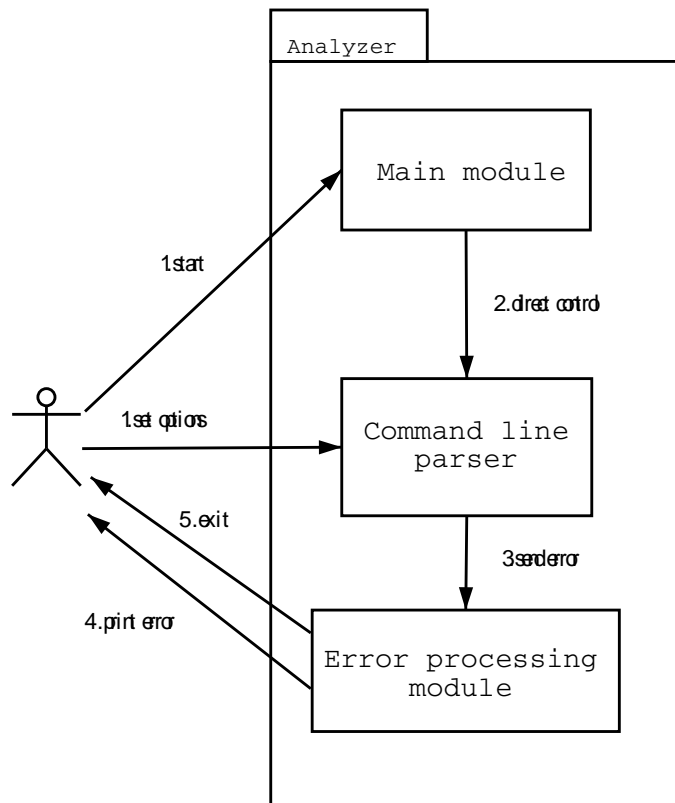 Analyzer
Main module
1.start
2.direct control
1.set options
Command line
parser
5.exit
3.send error
4.print error
Error processing
module